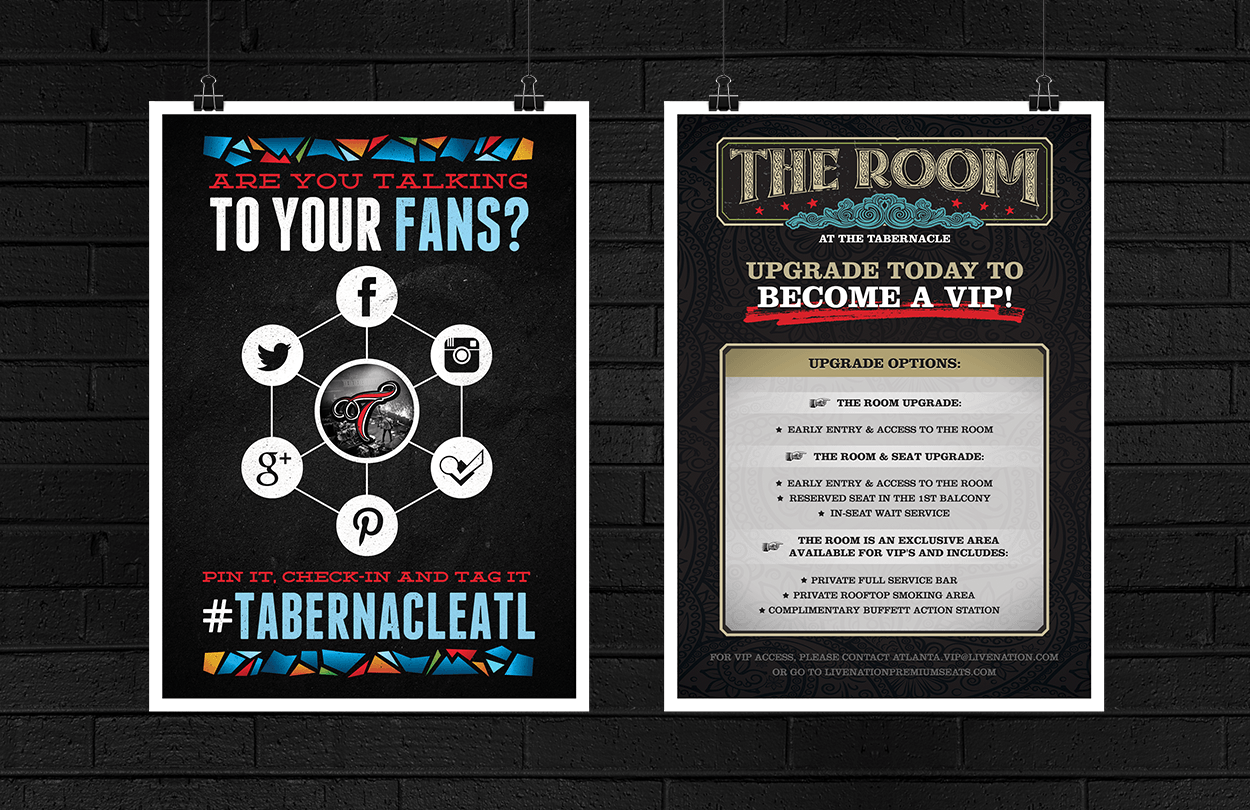 ARE YOU TALKING
TO YOUR FANS?
f
g+
T
PIN IT, CHECK-IN AND TAG IT
#TABERNACLEATL
THE ROOM
AT THE TABERNACLE
UPGRADE TODAY TO
BECOME A VIP!
UPGRADE OPTIONS:
THE ROOM UPGRADE:
★ EARLY ENTRY & ACCESS TO THE ROOM
THE ROOM & SEAT UPGRADE:
★ EARLY ENTRY & ACCESS TO THE ROOM
★ RESERVED SEAT IN THE 1ST BALCONY
★ IN-SEAT WAIT SERVICE
THE ROOM IS AN EXCLUSIVE AREA
AVAILABLE FOR VIP'S AND INCLUDES:
★ PRIVATE FULL SERVICE BAR
★ PRIVATE ROOFTOP SMOKING AREA
★ COMPLIMENTARY BUFFETT ACTION STATION
FOR VIP ACCESS, PLEASE CONTACT ATLANTA.VIP@LIVENATION.COM
OR GO TO LIVENATIONPREMIUMSEATS.COM